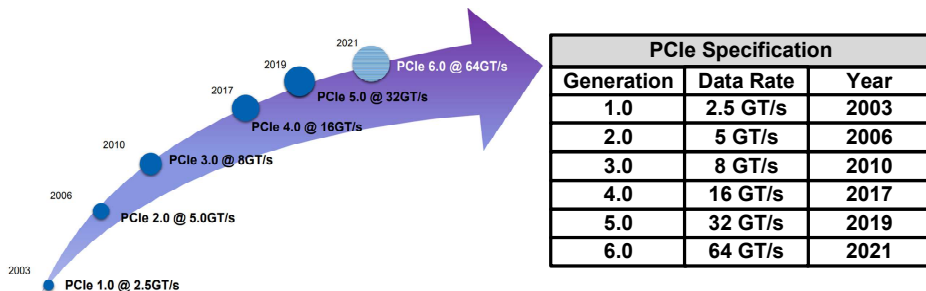 2021
PCIe 6.0 @ 64GT/s
2019
PCIe 5.0 @ 32GT/s
2017
PCIe 4.0 @ 16GT/s
2010
PCIe 3.0 @ 8GT/s
2006
PCIe 2.0 @ 5.0GT/s
2003
PCIe 1.0 @ 2.5GT/s
PCIe Specification
Generation Data Rate Year
1.0 2.5 GT/s 2003
2.0 5 GT/s 2006
3.0 8 GT/s 2010
4.0 16 GT/s 2017
5.0 32 GT/s 2019
6.0 64 GT/s 2021